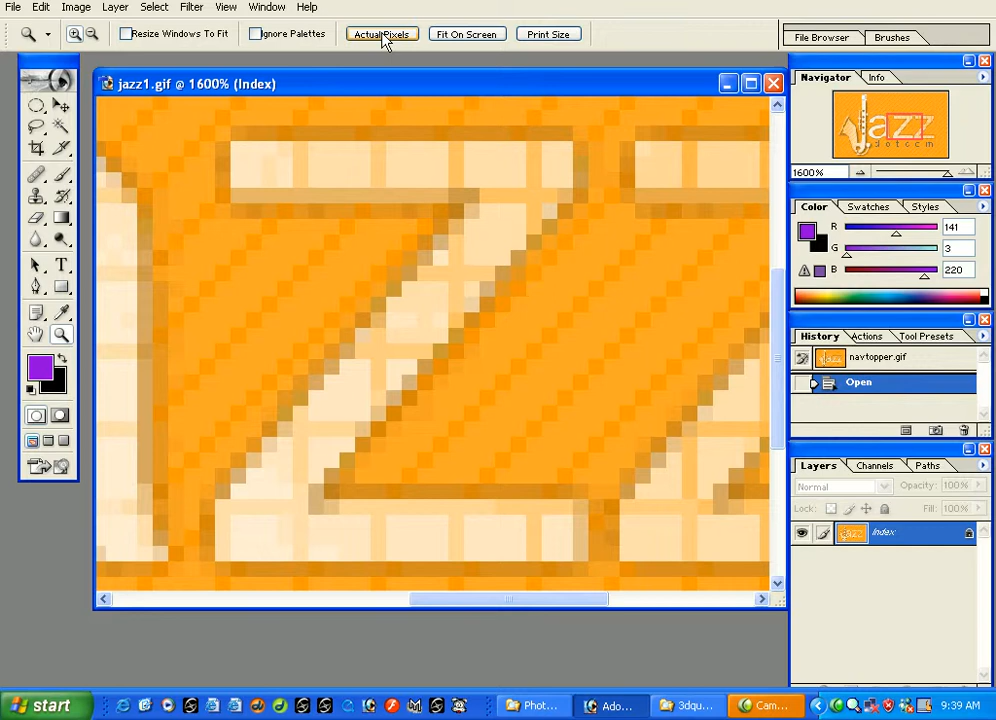 File Edit Image Layer Select Filter View Window Help
Resize Windows To Fit Ignore Palettes Actual Pixels Fit On Screen Print Size File Browser Brushes
jazz1.gif @ 1600% (Index)
Navigator Info
jazz
dotcom
1600%
Color Swatches Styles
R 141
G 3
B 220
History Actions Tool Presets
navtopper.gif
Open
Layers Channels Paths
Normal Opacity: 100%
Lock: Fill: 100%
Index
start Phot... Ado... 3dqu... Cam... 9:39 AM